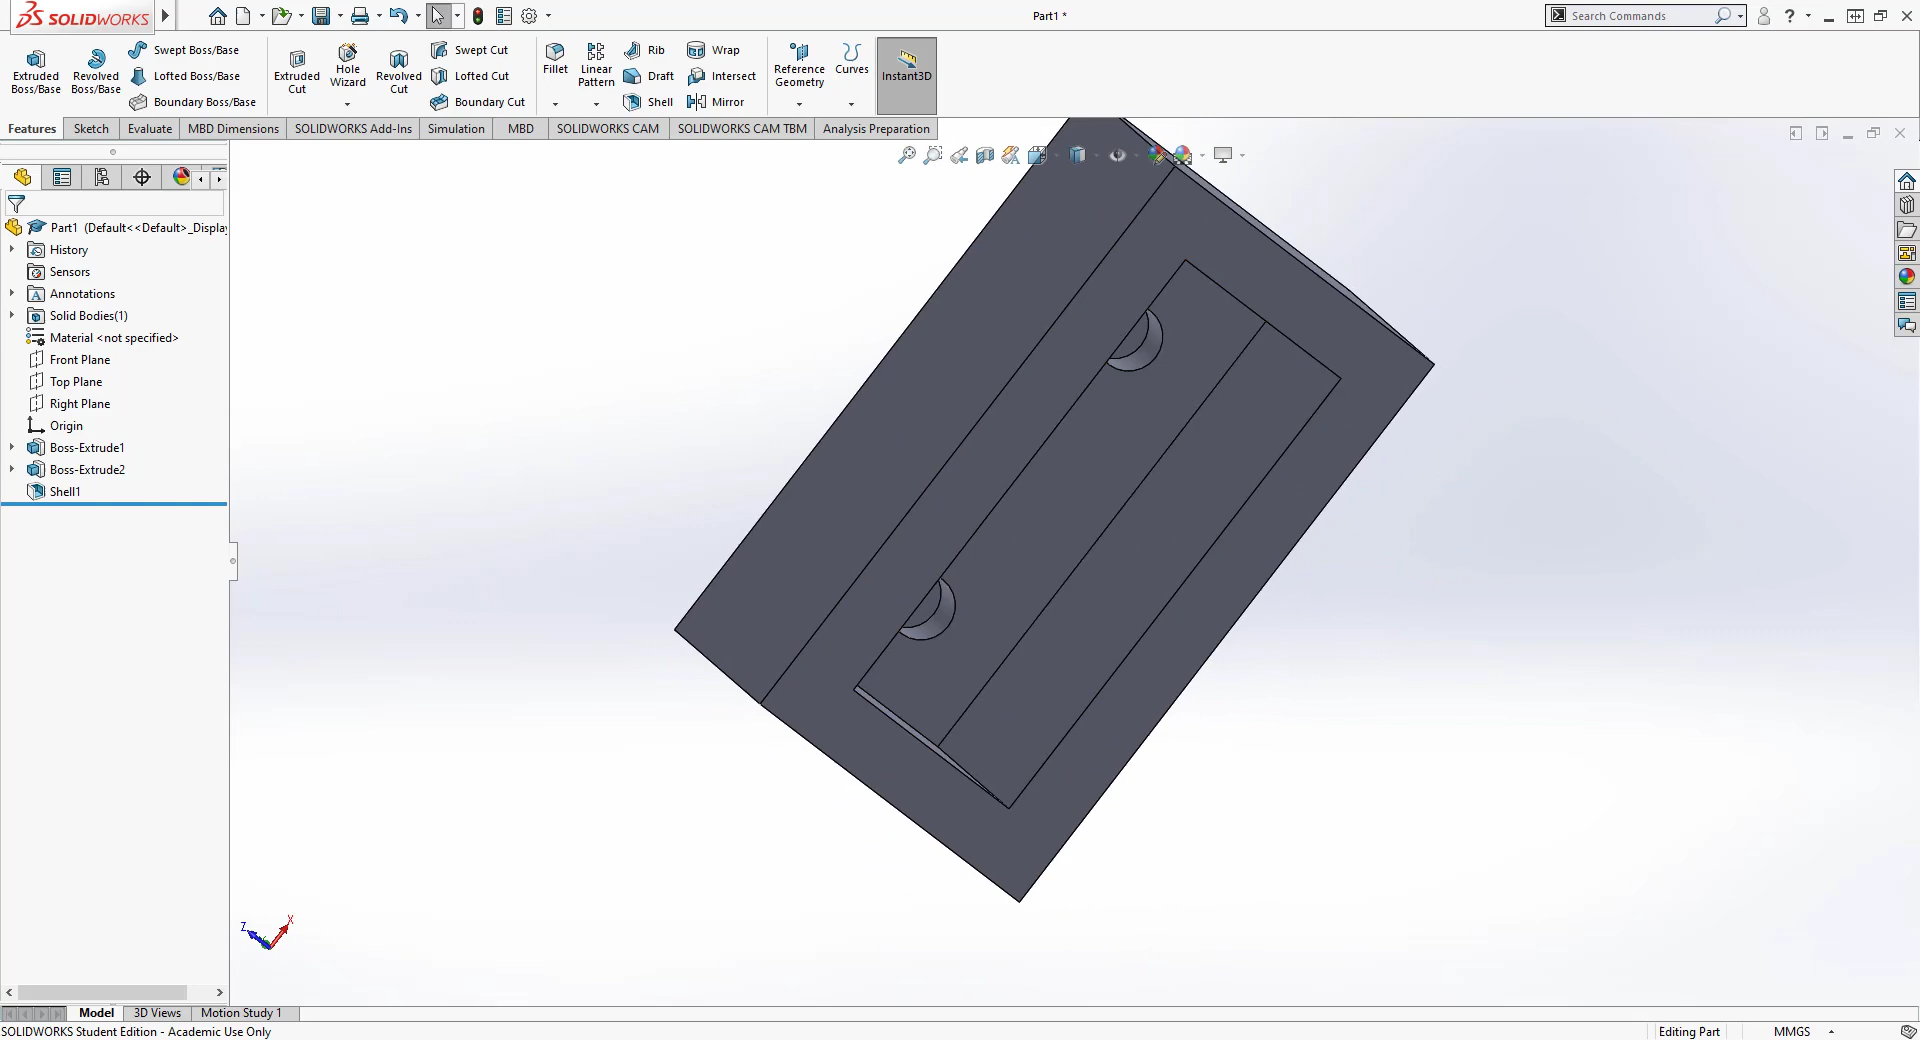 SOLIDWORKS
Part1 *
Search Commands
Extruded Boss/Base
Revolved Boss/Base
Swept Boss/Base
Lofted Boss/Base
Boundary Boss/Base
Extruded Cut
Hole Wizard
Revolved Cut
Swept Cut
Lofted Cut
Boundary Cut
Fillet
Linear Pattern
Rib
Draft
Shell
Wrap
Intersect
Mirror
Reference Geometry
Curves
Instant3D
Features
Sketch
Evaluate
MBD Dimensions
SOLIDWORKS Add-Ins
Simulation
MBD
SOLIDWORKS CAM
SOLIDWORKS CAM TBM
Analysis Preparation
Part1 (Default<<Default>_Display
History
Sensors
Annotations
Solid Bodies(1)
Material <not specified>
Front Plane
Top Plane
Right Plane
Origin
Boss-Extrude1
Boss-Extrude2
Shell1
Z
X
Model
3D Views
Motion Study 1
SOLIDWORKS Student Edition - Academic Use Only
Editing Part
MMGS